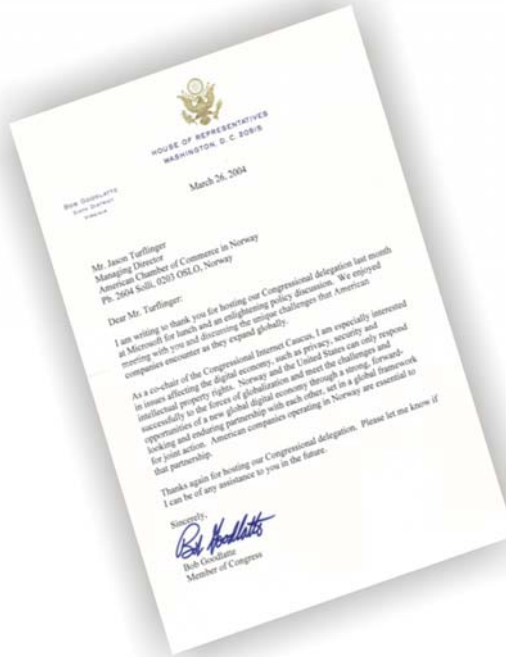 HOUSE OF REPRESENTATIVES
WASHINGTON, D. C. 20515
BOB GOODLATTE
SIXTH DISTRICT
VIRGINIA
March 26, 2004
Mr. Jason Turflinger
Managing Director
American Chamber of Commerce in Norway
Pb. 2604 Solli, 0203 OSLO, Norway
Dear Mr. Turflinger:
I am writing to thank you for hosting our Congressional delegation last month
at Microsoft for lunch and an enlightening policy discussion. We enjoyed
meeting with you and discussing the unique challenges that American
companies encounter as they expand globally.
As a co-chair of the Congressional Internet Caucus, I am especially interested
in issues affecting the digital economy, such as privacy, security and
intellectual property rights. Norway and the United States can only respond
successfully to the forces of globalization and meet the challenges and
opportunities of a new global digital economy through a strong, forward-
looking and enduring partnership with each other, set in a global framework
for joint action. American companies operating in Norway are essential to
that partnership.
Thanks again for hosting our Congressional delegation. Please let me know if
I can be of any assistance to you in the future.
Sincerely,
Bob Goodlatte
Bob Goodlatte
Member of Congress